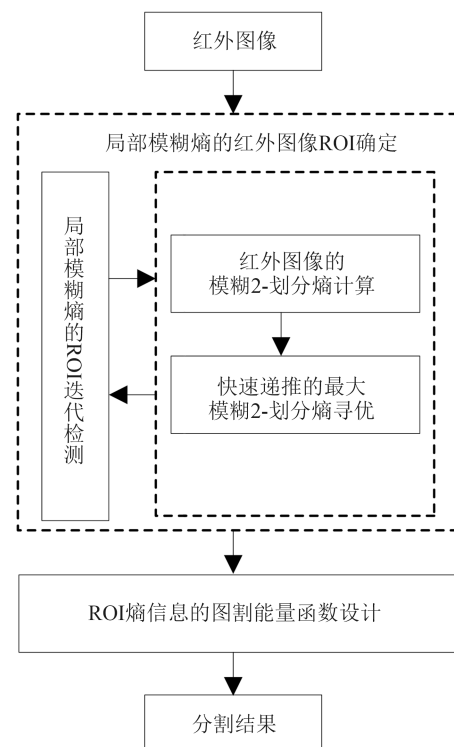 红外图像
局部模糊熵的红外图像ROI确定
局部模糊熵的ROI迭代检测
红外图像的
模糊2-划分熵计算
快速递推的最大
模糊2-划分熵寻优
ROI熵信息的图割能量函数设计
分割结果